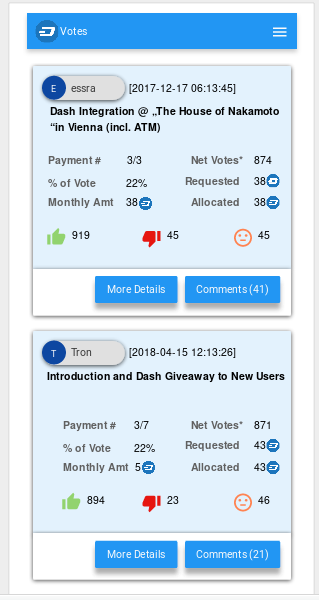 Votes
E essra [2017-12-17 06:13:45]
Dash Integration @ „The House of Nakamoto
“in Vienna (incl. ATM)
Payment # 3/3 Net Votes* 874
% of Vote 22% Requested 38
Monthly Amt 38 Allocated 38
919 45 45
More Details Comments (41)
T Tron [2018-04-15 12:13:26]
Introduction and Dash Giveaway to New Users
Payment # 3/7 Net Votes* 871
% of Vote 22% Requested 43
Monthly Amt 5 Allocated 43
894 23 46
More Details Comments (21)